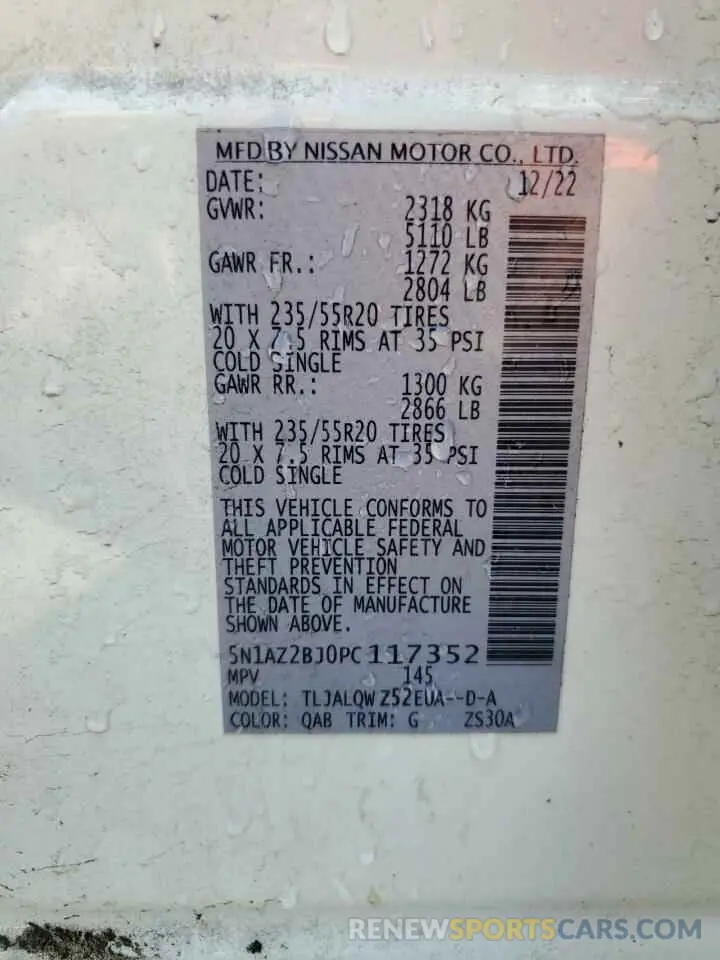 MFD BY NISSAN MOTOR CO., LTD.
DATE: 12/22
GVWR: 2318 KG
5110 LB
GAWR FR.: 1272 KG
2804 LB
WITH 235/55R20 TIRES
20 X 7.5 RIMS AT 35 PSI
COLD SINGLE
GAWR RR.: 1300 KG
2866 LB
WITH 235/55R20 TIRES
20 X 7.5 RIMS AT 35 PSI
COLD SINGLE
THIS VEHICLE CONFORMS TO
ALL APPLICABLE FEDERAL
MOTOR VEHICLE SAFETY AND
THEFT PREVENTION
STANDARDS IN EFFECT ON
THE DATE OF MANUFACTURE
SHOWN ABOVE.
5N1AZ2BJ0PC117352
MPV 145
MODEL: TLJALQWZ52EUA--D-A
COLOR: QAB TRIM: G ZS30A
RENEWSPORTSCARS.COM